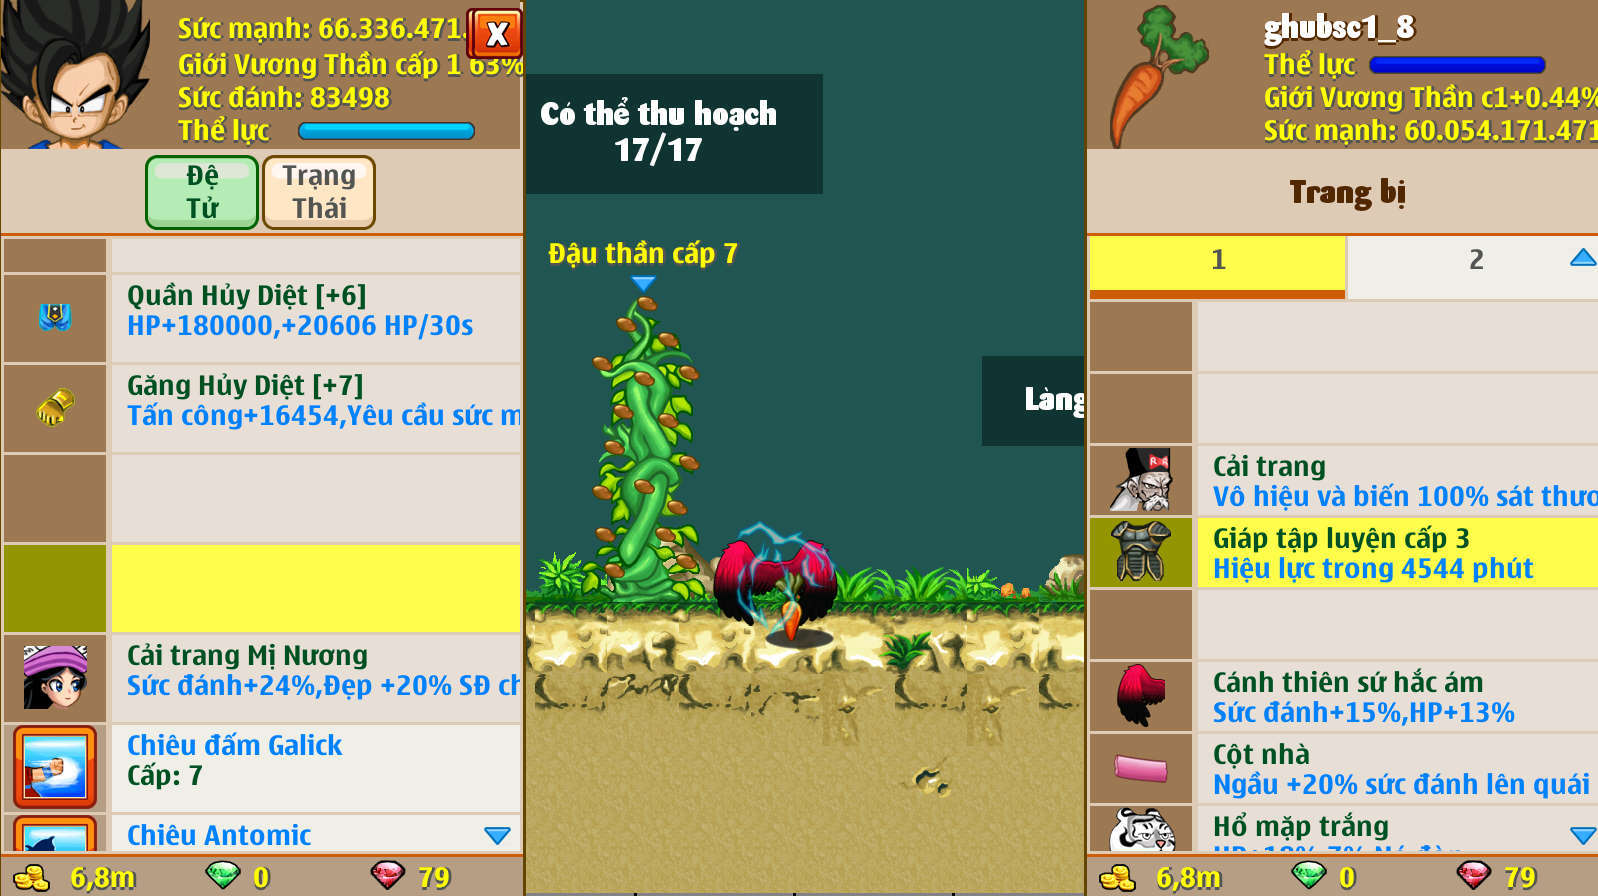 Sức mạnh: 66.336.471.
X
Giới Vương Thần cấp 1 63%
Sức đánh: 83498
Thể lực
Đệ
Tử
Trạng
Thái
Quần Hủy Diệt [+6]
HP+180000,+20606 HP/30s
Găng Hủy Diệt [+7]
Tấn công+16454,Yêu cầu sức m
Cải trang Mị Nương
Sức đánh+24%,Đẹp +20% SĐ ch
Chiêu đấm Galick
Cấp: 7
Chiêu Antomic
6,8m
0
79
Có thể thu hoạch
17/17
Đậu thần cấp 7
Làng
ghubsc1_8
Thể lực
Giới Vương Thần c1+0.44%
Sức mạnh: 60.054.171.471
Trang bị
1
2
Cải trang
Vô hiệu và biến 100% sát thươ
Giáp tập luyện cấp 3
Hiệu lực trong 4544 phút
Cánh thiên sứ hắc ám
Sức đánh+15%,HP+13%
Cột nhà
Ngầu +20% sức đánh lên quái
Hổ mặp trắng
6,8m
0
79